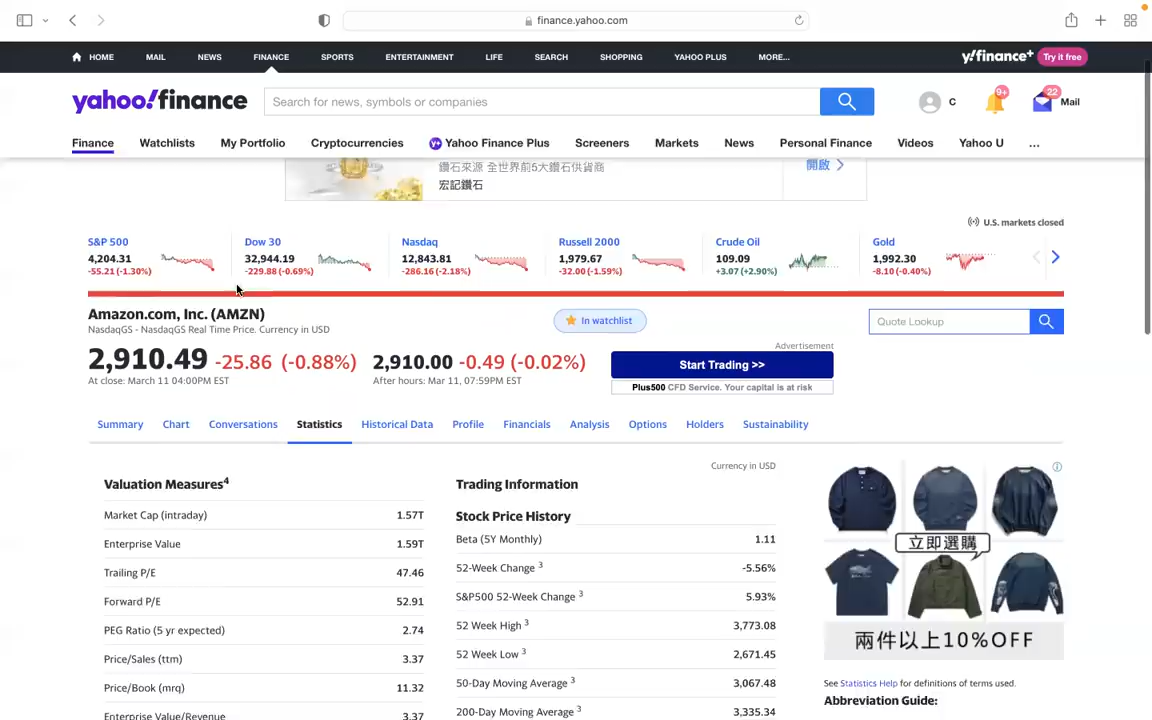 finance.yahoo.com
HOME MAIL NEWS FINANCE SPORTS ENTERTAINMENT LIFE SEARCH SHOPPING YAHOO PLUS MORE... y!finance+ Try it free
yahoo!finance Search for news, symbols or companies C 9+ 22 Mail
Finance Watchlists My Portfolio Cryptocurrencies Y+ Yahoo Finance Plus Screeners Markets News Personal Finance Videos Yahoo U ...
鑽石來源 全世界前5大鑽石供貨商 開啟
宏記鑽石
U.S. markets closed
S&P 500 Dow 30 Nasdaq Russell 2000 Crude Oil Gold
4,204.31 32,944.19 12,843.81 1,979.67 109.09 1,992.30
-55.21 (-1.30%) -229.88 (-0.69%) -286.16 (-2.18%) -32.00 (-1.59%) +3.07 (+2.90%) -8.10 (-0.40%)
Amazon.com, Inc. (AMZN) In watchlist Quote Lookup
NasdaqGS - NasdaqGS Real Time Price. Currency in USD
Advertisement
2,910.49 -25.86 (-0.88%) 2,910.00 -0.49 (-0.02%) Start Trading >>
At close: March 11 04:00PM EST After hours: Mar 11, 07:59PM EST Plus500 CFD Service. Your capital is at risk
Summary Chart Conversations Statistics Historical Data Profile Financials Analysis Options Holders Sustainability
Currency in USD
Valuation Measures4
Market Cap (intraday) 1.57T
Enterprise Value 1.59T
Trailing P/E 47.46
Forward P/E 52.91
PEG Ratio (5 yr expected) 2.74
Price/Sales (ttm) 3.37
Price/Book (mrq) 11.32
Enterprise Value/Revenue 3.37
Trading Information
Stock Price History
Beta (5Y Monthly) 1.11
52-Week Change 3 -5.56%
S&P500 52-Week Change 3 5.93%
52 Week High 3 3,773.08
52 Week Low 3 2,671.45
50-Day Moving Average 3 3,067.48
200-Day Moving Average 3 3,335.34
立即選購
兩件以上10%OFF
See Statistics Help for definitions of terms used.
Abbreviation Guide: